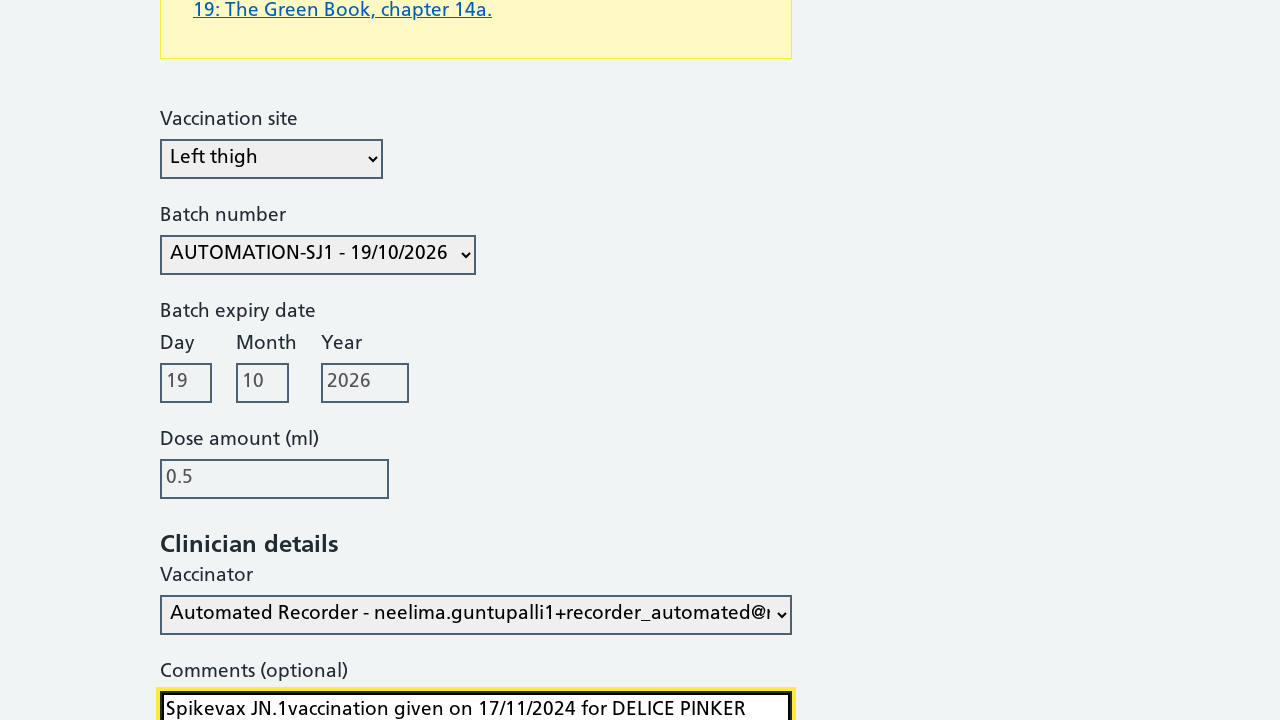 19: The Green Book, chapter 14a.
Vaccination site
Left thigh
Batch number
AUTOMATION-SJ1 - 19/10/2026
Batch expiry date
Day Month Year
19 10 2026
Dose amount (ml)
0.5
Clinician details
Vaccinator
Automated Recorder - neelima.guntupalli1+recorder_automated@
Comments (optional)
Spikevax JN.1vaccination given on 17/11/2024 for DELICE PINKER